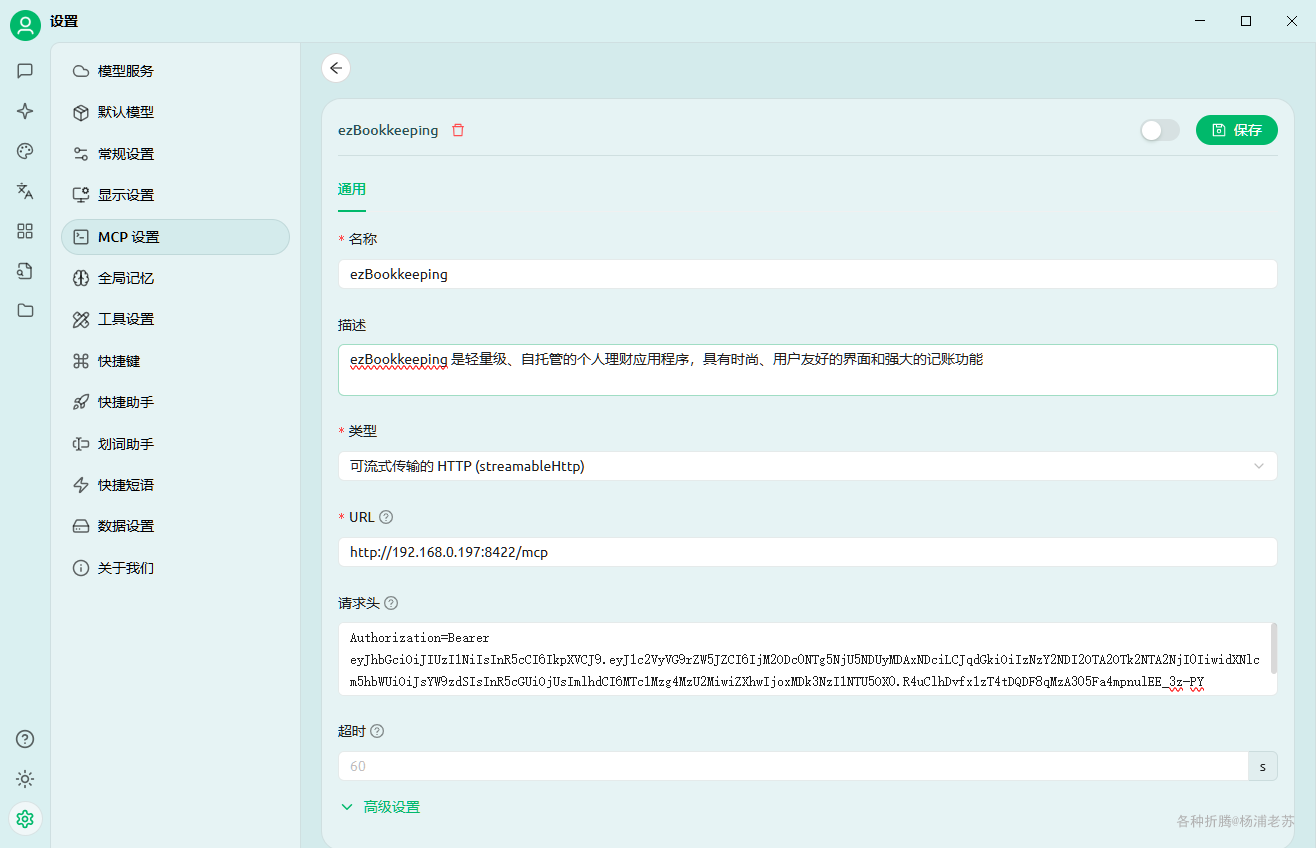 设置
模型服务
默认模型
常规设置
显示设置
MCP 设置
全局记忆
工具设置
快捷键
快捷助手
划词助手
快捷短语
数据设置
关于我们
ezBookkeeping
保存
通用
* 名称
ezBookkeeping
描述
ezBookkeeping 是轻量级、自托管的个人理财应用程序，具有时尚、用户友好的界面和强大的记账功能
* 类型
可流式传输的 HTTP (streamableHttp)
* URL
http://192.168.0.197:8422/mcp
请求头
Authorization=Bearer
超时
60
s
高级设置
各种折腾@杨浦老苏